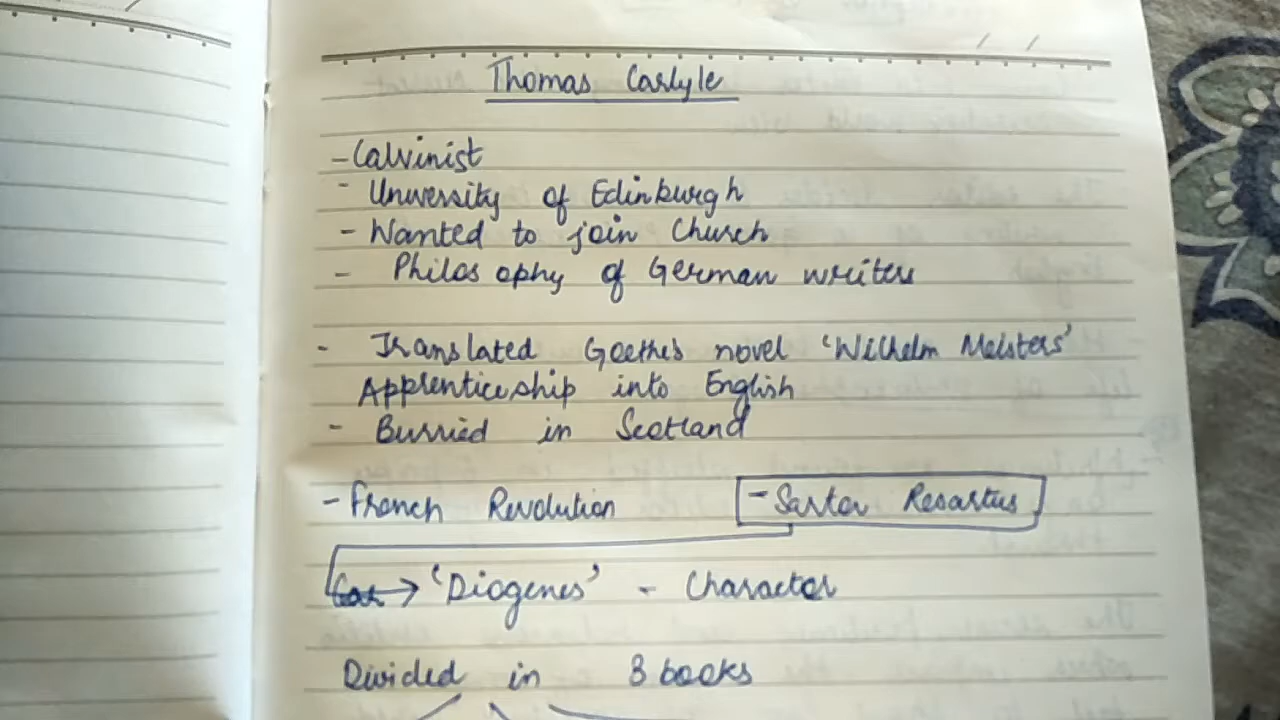 Thomas Carlyle
- Calvinist
- University of Edinburgh
- Wanted to join Church
- Philosophy of German writers
- Translated Goethe's novel 'Wilhelm Meisters'
Apprenticeship into English
- Burried in Scotland
- French Revolution - Sartor Resartus
→ 'Diogenes' - Character
Divided in 3 books